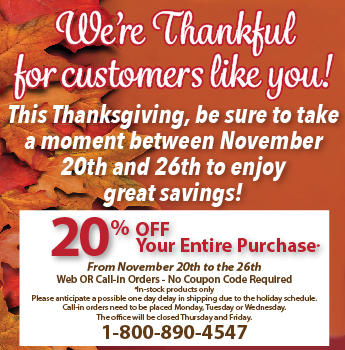 We're Thankful
for customers like you!
This Thanksgiving, be sure to take
a moment between November
20th and 26th to enjoy
great savings!
20% OFF
Your Entire Purchase*
From November 20th to the 26th
Web OR Call-in Orders - No Coupon Code Required
*In-stock products only
Please anticipate a possible one day delay in shipping due to the holiday schedule.
Call-in orders need to be placed Monday, Tuesday or Wednesday.
The office will be closed Thursday and Friday.
1-800-890-4547